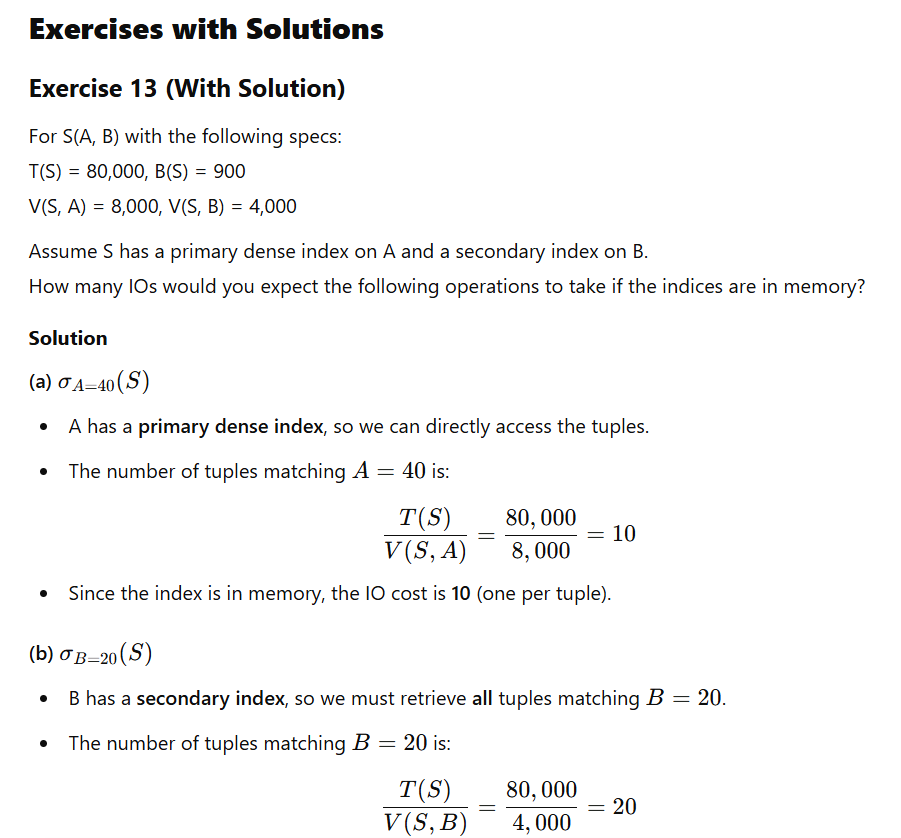 Exercises with Solutions
Exercise 13 (With Solution)
For S(A, B) with the following specs:
T(S) = 80,000, B(S) = 900
V(S, A) = 8,000, V(S, B) = 4,000
Assume S has a primary dense index on A and a secondary index on B.
How many IOs would you expect the following operations to take if the indices are in memory?
Solution
(a) σ_{A=40}(S)
• A has a primary dense index, so we can directly access the tuples.
• The number of tuples matching A = 40 is:
T(S)/V(S, A) = 80,000/8,000 = 10
• Since the index is in memory, the IO cost is 10 (one per tuple).
(b) σ_{B=20}(S)
• B has a secondary index, so we must retrieve all tuples matching B = 20.
• The number of tuples matching B = 20 is:
T(S)/V(S, B) = 80,000/4,000 = 20